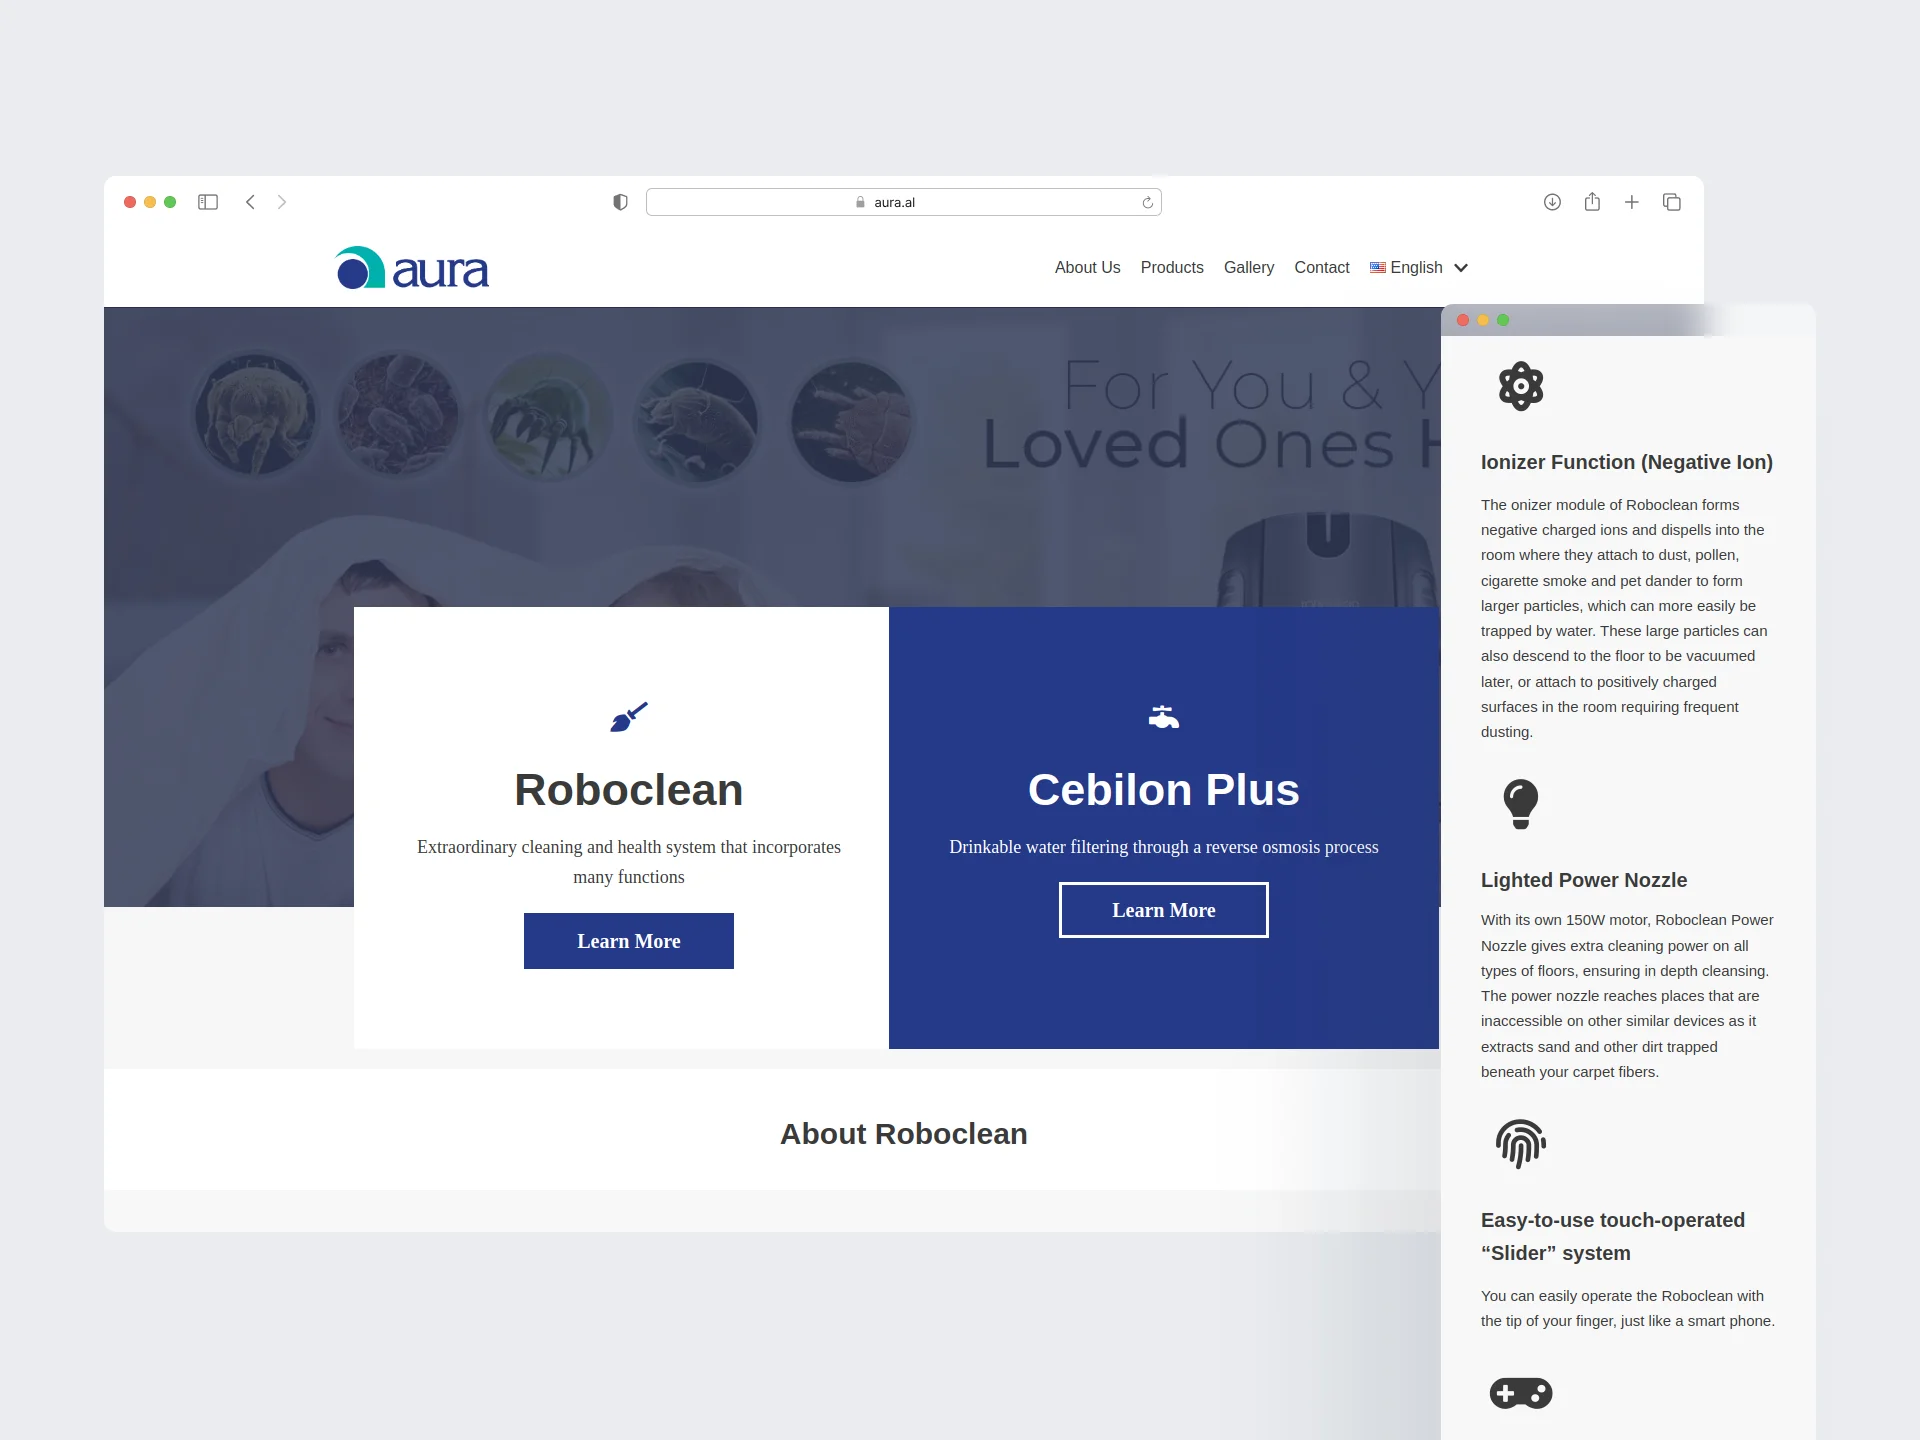 aura.al
aura
About Us Products Gallery Contact English
For You & Y
Loved Ones H
Roboclean
Extraordinary cleaning and health system that incorporates
many functions
Learn More
Cebilon Plus
Drinkable water filtering through a reverse osmosis process
Learn More
About Roboclean
Ionizer Function (Negative Ion)
The onizer module of Roboclean forms
negative charged ions and dispells into the
room where they attach to dust, pollen,
cigarette smoke and pet dander to form
larger particles, which can more easily be
trapped by water. These large particles can
also descend to the floor to be vacuumed
later, or attach to positively charged
surfaces in the room requiring frequent
dusting.
Lighted Power Nozzle
With its own 150W motor, Roboclean Power
Nozzle gives extra cleaning power on all
types of floors, ensuring in depth cleansing.
The power nozzle reaches places that are
inaccessible on other similar devices as it
extracts sand and other dirt trapped
beneath your carpet fibers.
Easy-to-use touch-operated
“Slider” system
You can easily operate the Roboclean with
the tip of your finger, just like a smart phone.